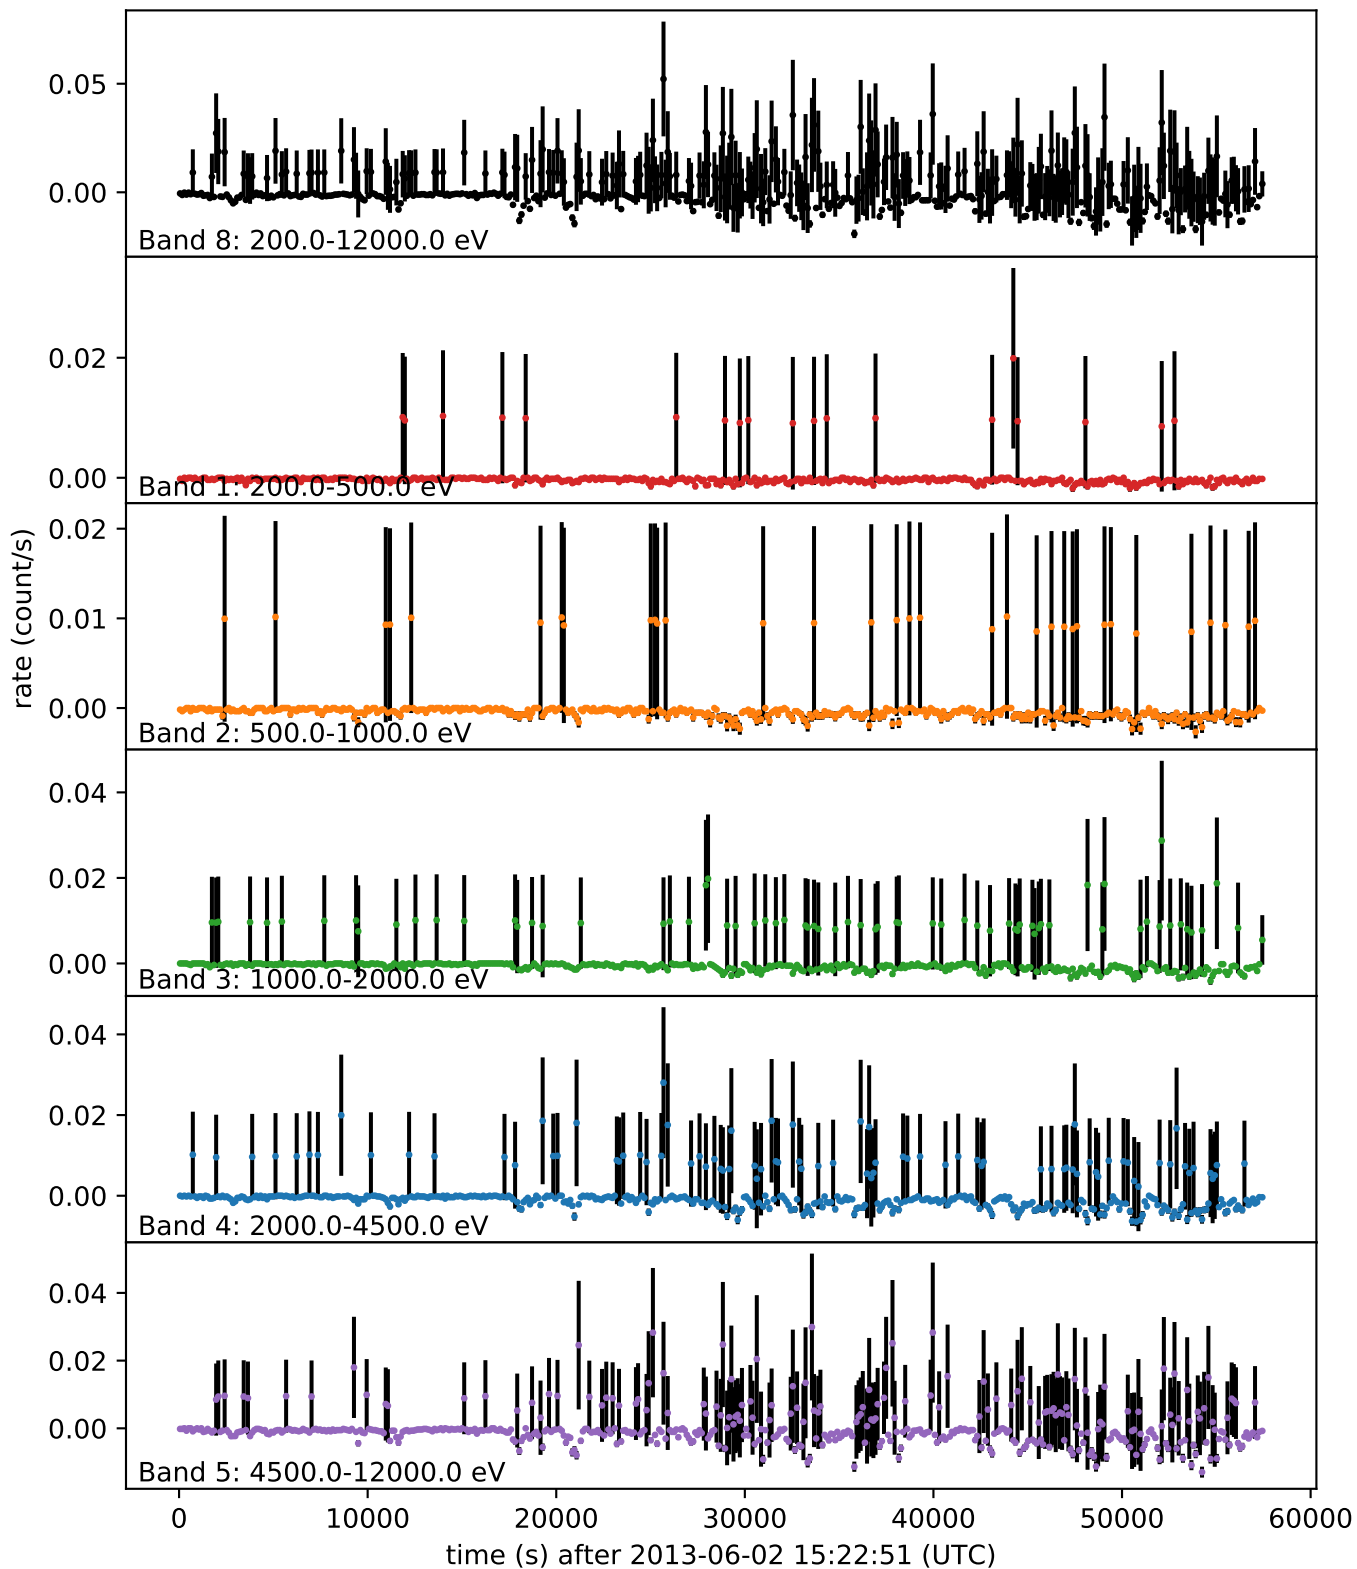 0.05
0.00
Band 8: 200.0-12000.0 eV
0.02
0.00
Band 1: 200.0-500.0 eV
0.02
0.01
0.00
Band 2: 500.0-1000.0 eV
rate (count/s)
0.04
0.02
0.00
Band 3: 1000.0-2000.0 eV
0.04
0.02
0.00
Band 4: 2000.0-4500.0 eV
0.04
0.02
0.00
Band 5: 4500.0-12000.0 eV
0 10000 20000 30000 40000 50000 60000
time (s) after 2013-06-02 15:22:51 (UTC)